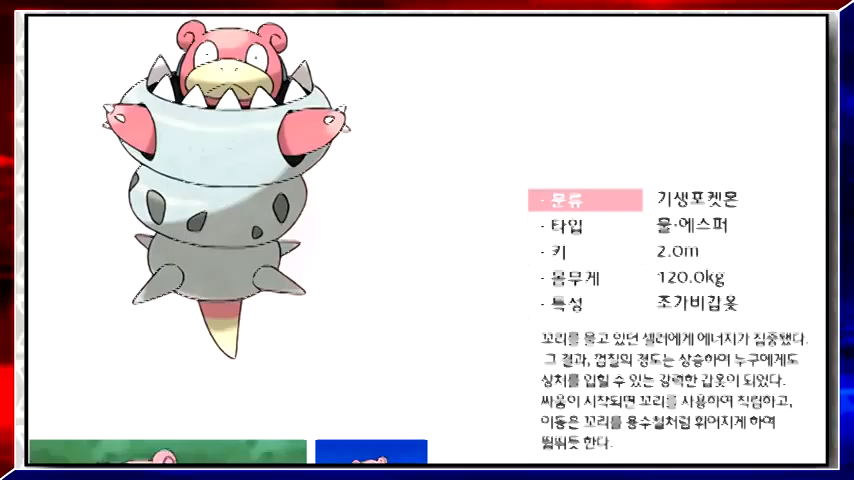 · 분류 기생포켓몬
· 타입 물·에스퍼
· 키 2.0m
· 몸무게 120.0kg
· 특성 조가비갑옷
꼬리를 물고 있던 셀러에게 에너지가 집중됐다.
그 결과, 껍질의 경도는 상승하여 누구에게도
상처를 입힐 수 있는 강력한 갑옷이 되었다.
싸움이 시작되면 꼬리를 사용하여 직립하고,
이동은 꼬리를 용수철처럼 휘어지게 하여
뜀뛰듯 한다.